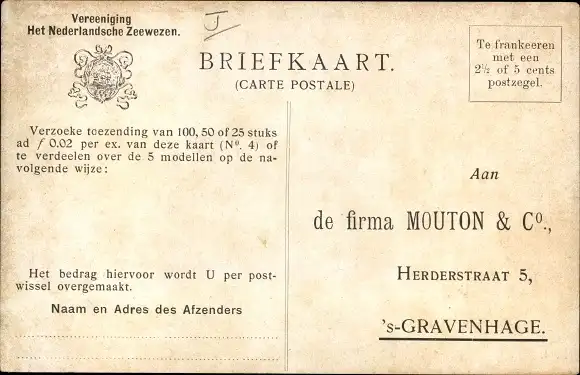 Vereeniging
Het Nederlandsche Zeewezen.
J
BRIEFKAART.
(CARTE POSTALE)
Te frankeeren
met een
2½ of 5 cents
postzegel.
Verzoeke toezending van 100, 50 of 25 stuks
ad ƒ 0.02 per ex. van deze kaart (Nº. 4) of
te verdeelen over de 5 modellen op de na-
volgende wijze:
Aan
de firma MOUTON & Cº.,
HERDERSTRAAT 5,
's-GRAVENHAGE.
Het bedrag hiervoor wordt U per post-
wissel overgemaakt.
Naam en Adres des Afzenders